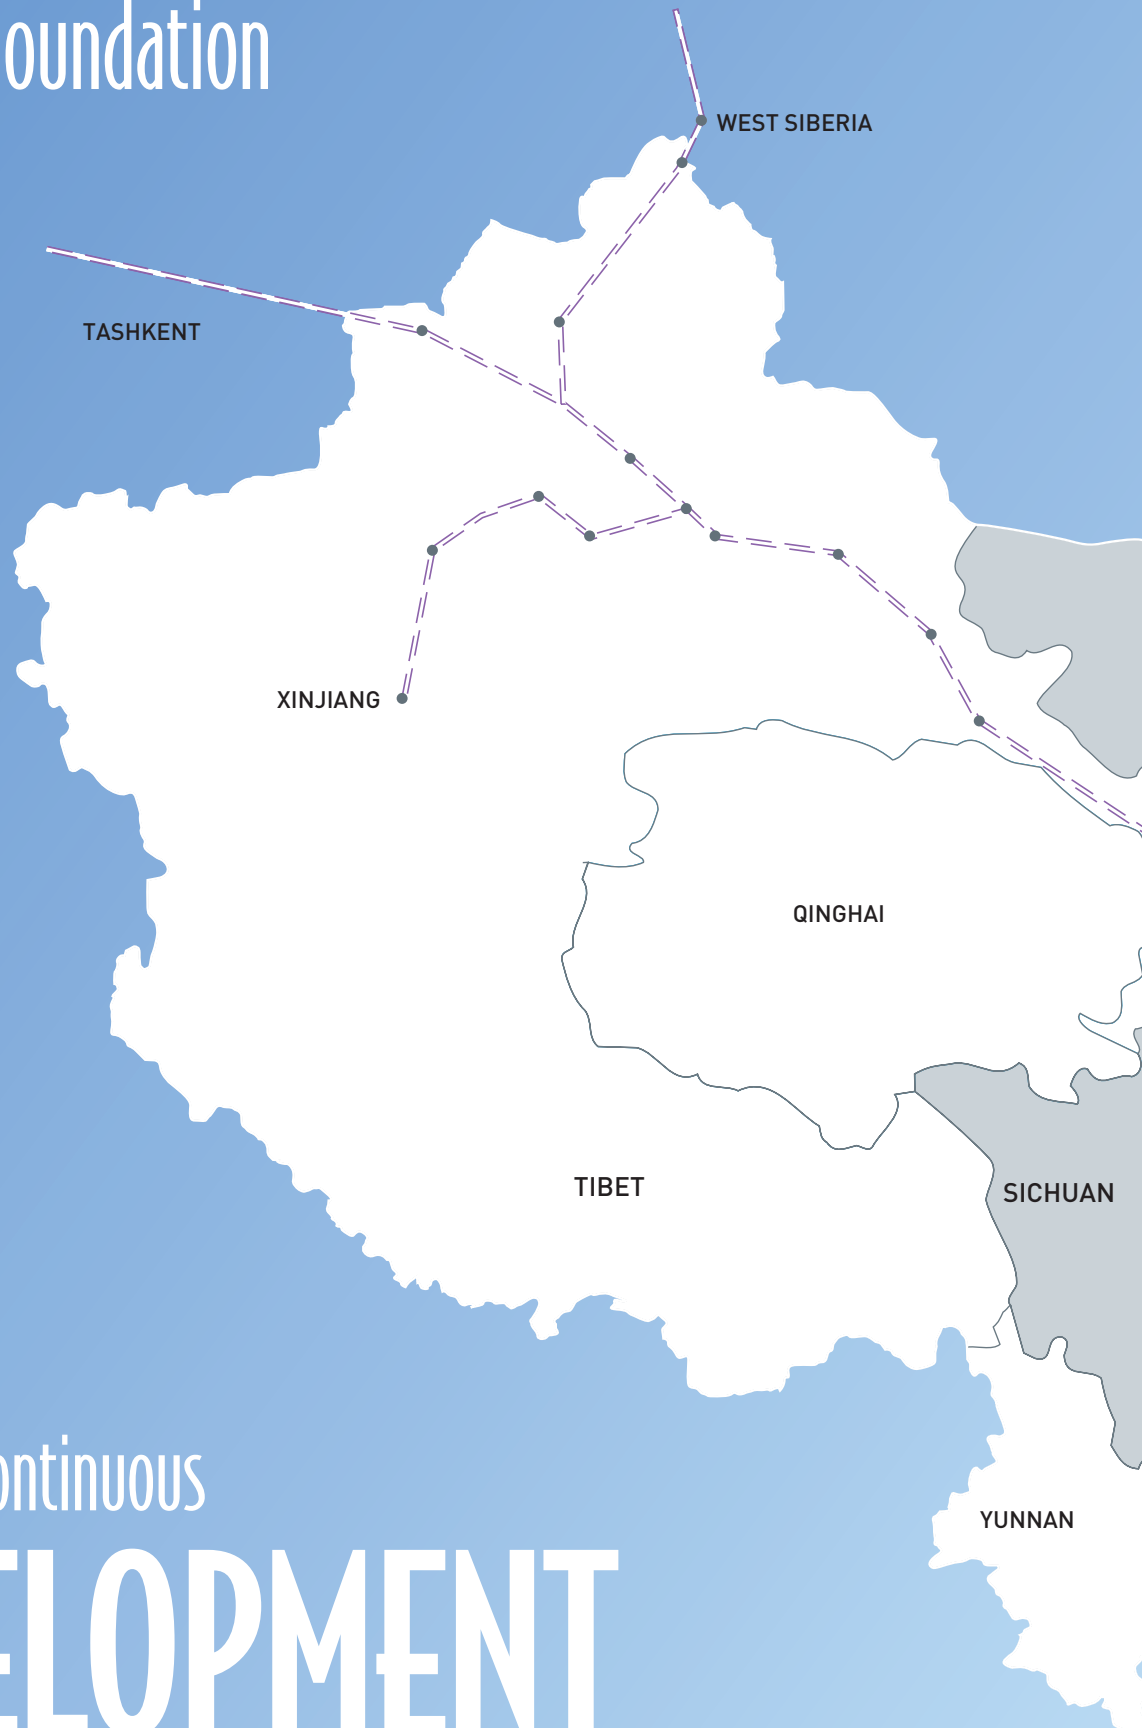 oundation
WEST SIBERIA
TASHKENT
XINJIANG
QINGHAI
TIBET
SICHUAN
ontinuous
YUNNAN
ELOPMENT